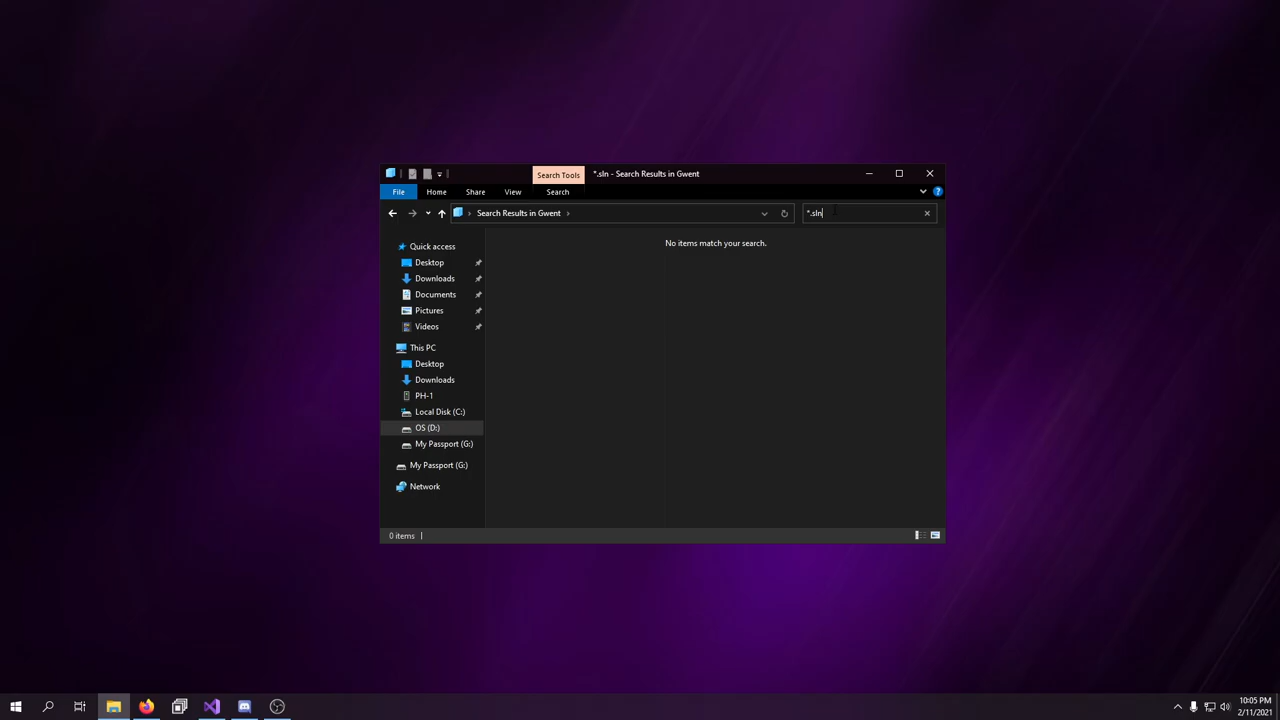 Search Tools
*.sln - Search Results in Gwent
File
Home
Share
View
Search
Search Results in Gwent
*.sln
Quick access
Desktop
Downloads
Documents
Pictures
Videos
This PC
Desktop
Downloads
PH-1
Local Disk (C:)
OS (D:)
My Passport (G:)
My Passport (G:)
Network
No items match your search.
0 items
10:05 PM
2/11/2021